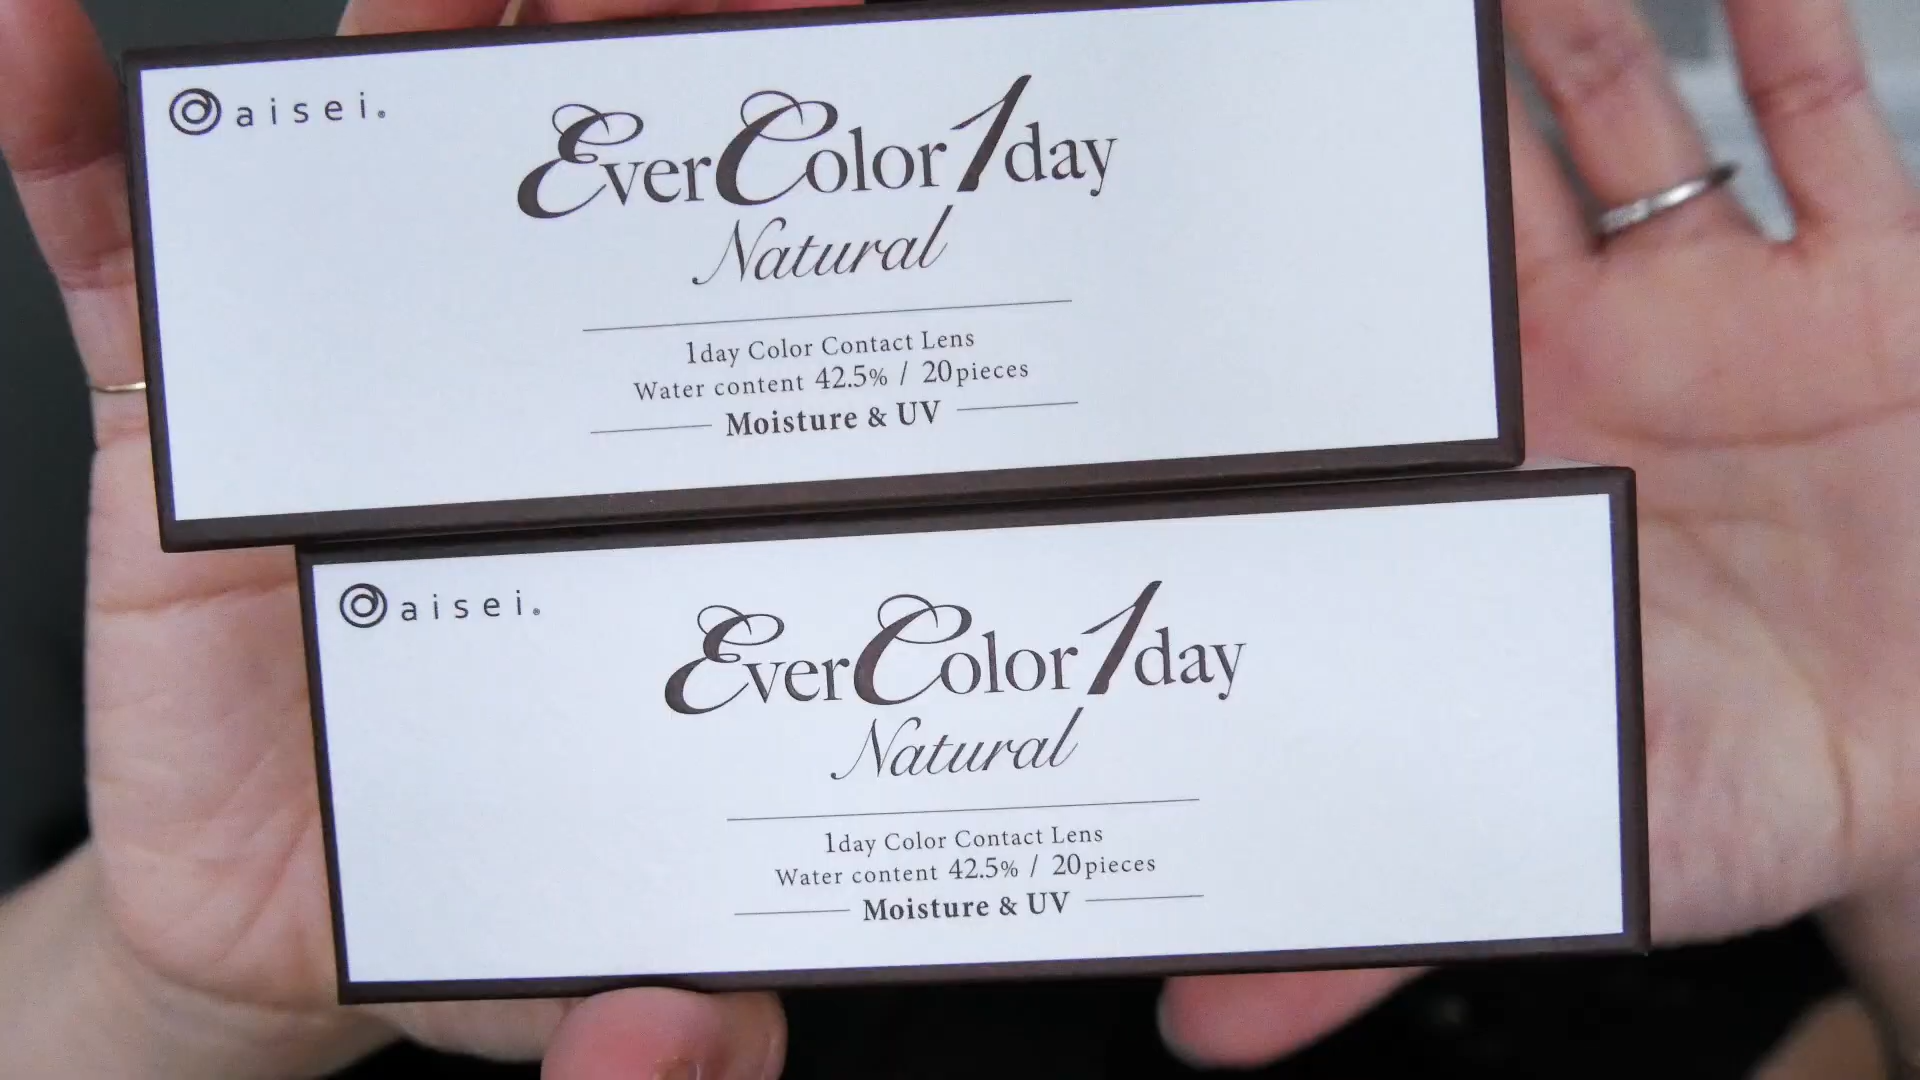 aisei.
EverColor1day
Natural
1day Color Contact Lens
Water content 42.5% / 20pieces
Moisture & UV
aisei.
EverColor1day
Natural
1day Color Contact Lens
Water content 42.5% / 20pieces
Moisture & UV